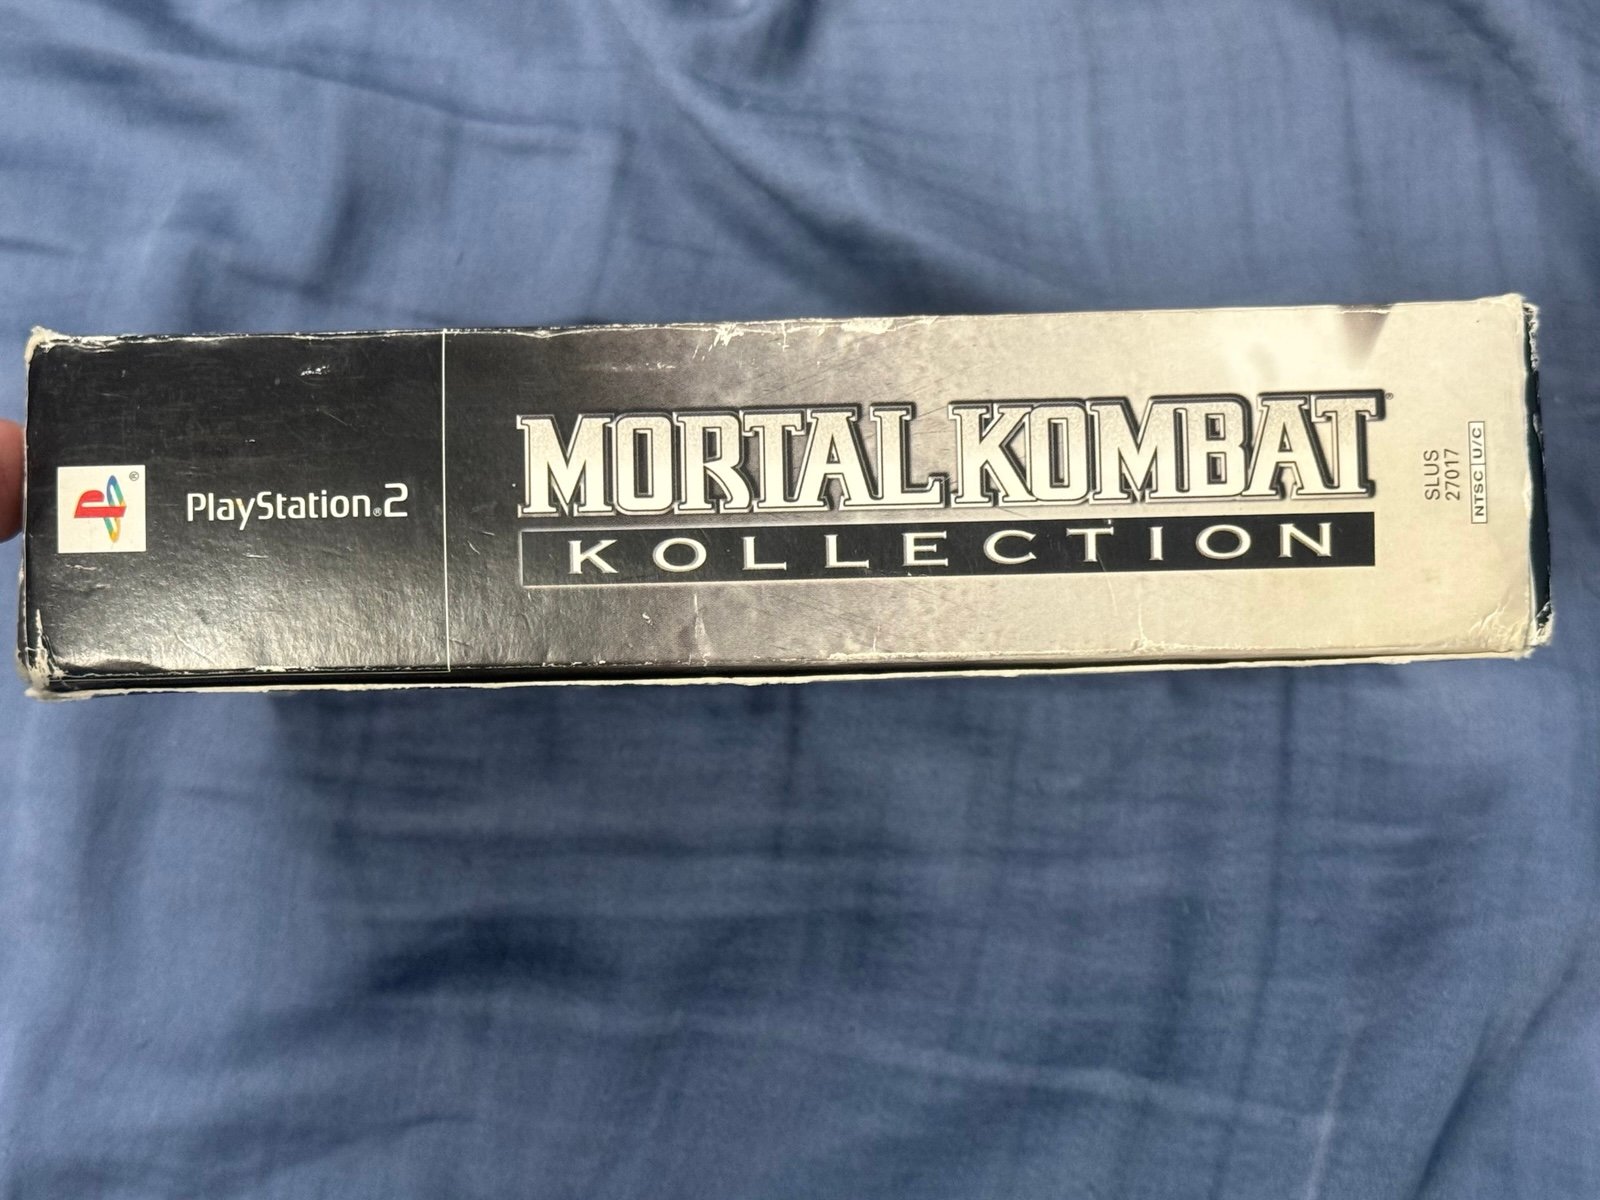 PlayStation®2
MORTAL KOMBAT®
KOLLECTION
SLUS
27017
NTSC U/C